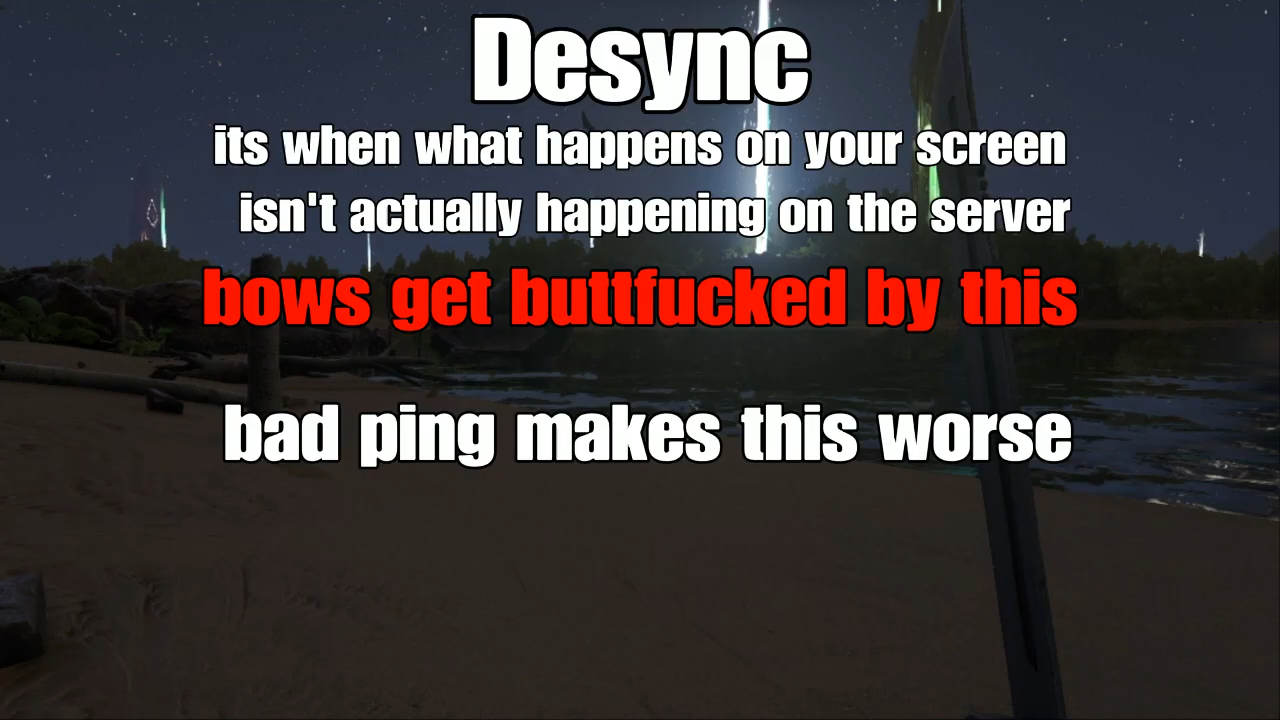 Desync
its when what happens on your screen
isn't actually happening on the server
bows get buttfucked by this
bad ping makes this worse